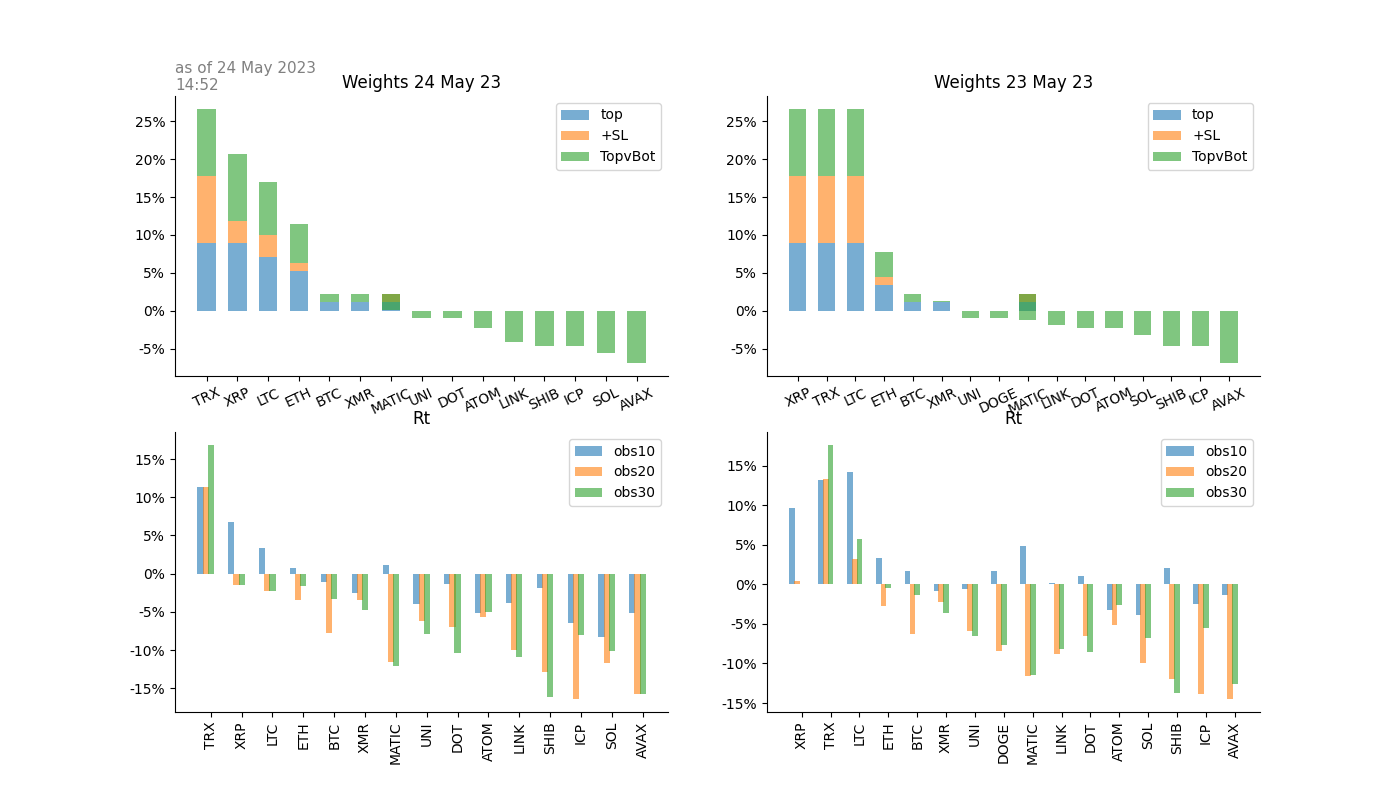 as of 24 May 2023
14:52
Weights 24 May 23
25%
20%
15%
10%
5%
0%
-5%
top
+SL
TopvBot
TRX XRP LTC ETH BTC XMR MATIC UNI DOT ATOM LINK SHIB ICP SOL AVAX
Weights 23 May 23
25%
20%
15%
10%
5%
0%
-5%
top
+SL
TopvBot
XRP TRX LTC ETH BTC XMR UNI DOGE MATIC LINK DOT ATOM SOL SHIB ICP AVAX
Rt
15%
10%
5%
0%
-5%
-10%
-15%
obs10
obs20
obs30
TRX XRP LTC ETH BTC XMR MATIC UNI DOT ATOM LINK SHIB ICP SOL AVAX
Rt
15%
10%
5%
0%
-5%
-10%
-15%
obs10
obs20
obs30
XRP TRX LTC ETH BTC XMR UNI DOGE MATIC LINK DOT ATOM SOL SHIB ICP AVAX